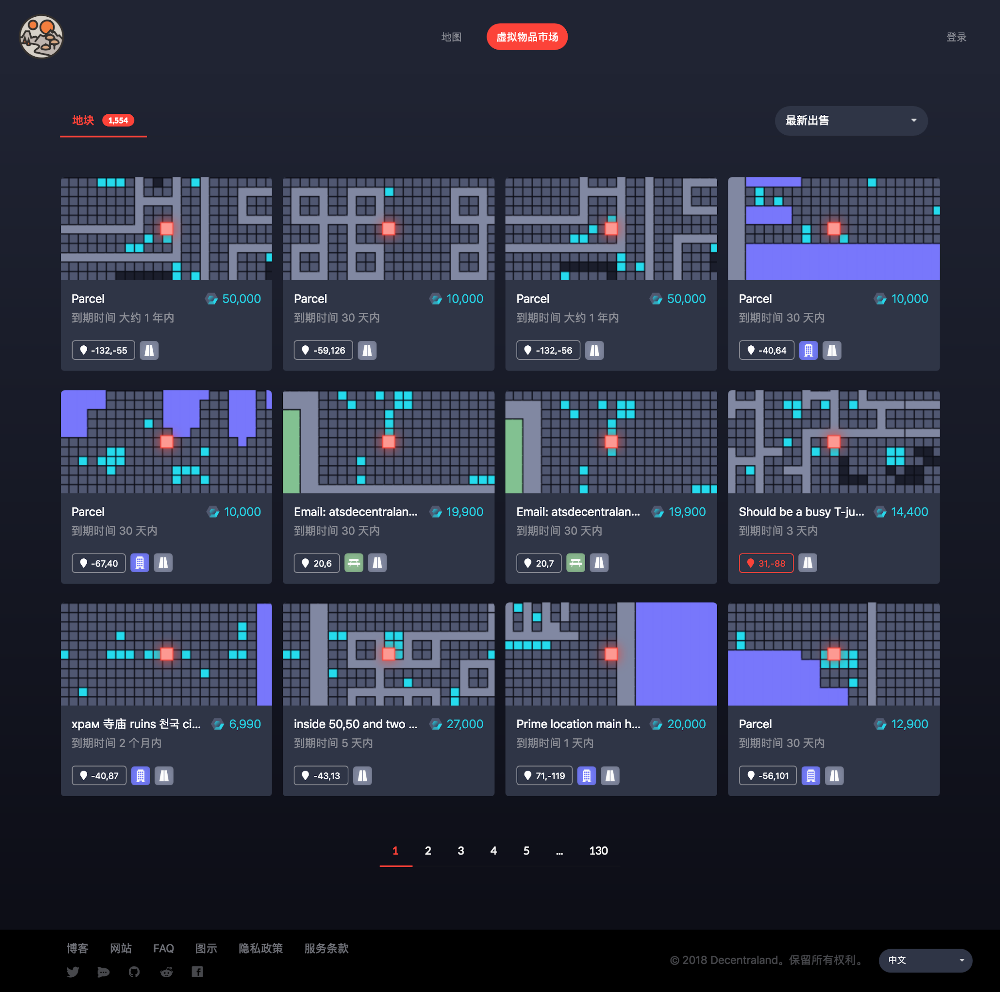 地图 虚拟物品市场 登录
地块 1,554 最新出售
Parcel 50,000
到期时间 大约 1 年内
-132,-55
Parcel 10,000
到期时间 30 天内
-59,126
Parcel 50,000
到期时间 大约 1 年内
-132,-56
Parcel 10,000
到期时间 30 天内
-40,64
Parcel 10,000
到期时间 30 天内
-67,40
Email: atsdecentralan... 19,900
到期时间 30 天内
20,6
Email: atsdecentralan... 19,900
到期时间 30 天内
20,7
Should be a busy T-ju... 14,400
到期时间 3 天内
31,-88
храм 寺庙 ruins 천국 ci... 6,990
到期时间 2 个月内
-40,87
inside 50,50 and two ... 27,000
到期时间 5 天内
-43,13
Prime location main h... 20,000
到期时间 1 天内
71,-119
Parcel 12,900
到期时间 30 天内
-56,101
1 2 3 4 5 ... 130
博客 网站 FAQ 图示 隐私政策 服务条款
© 2018 Decentraland。保留所有权利。 中文